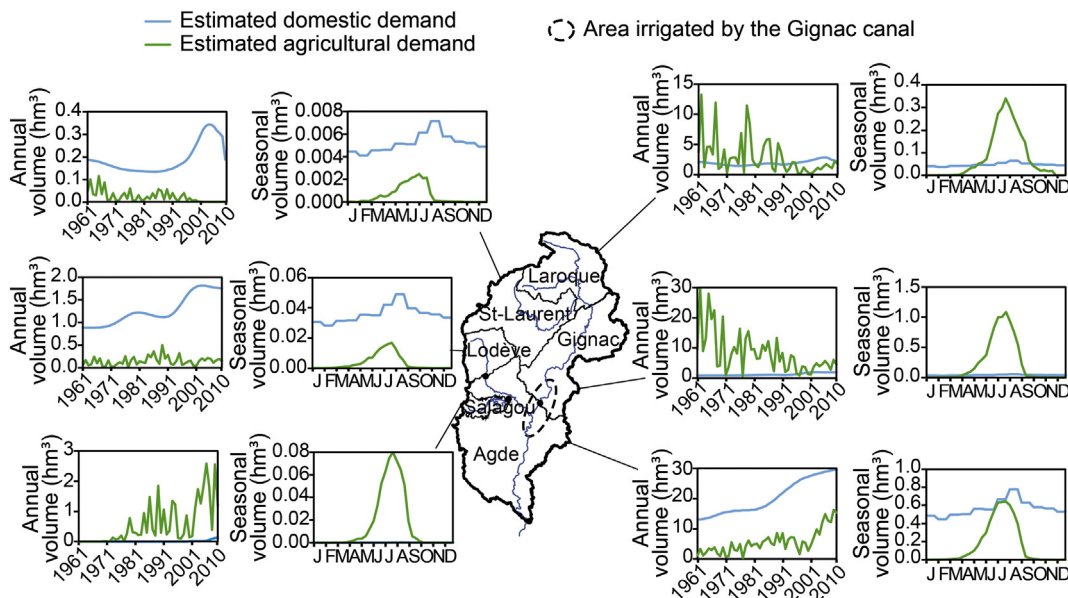 Estimated domestic demand
Estimated agricultural demand
Area irrigated by the Gignac canal
Annual
volume (hm³)
0.4
0.3
0.2
0.1
0.0
1961
1971
1981
1991
2001
2010
Seasonal
volume (hm³)
0.008
0.006
0.004
0.002
0.000
J FMAMJJASOND
Annual
volume (hm³)
15
10
5
0
1961
1971
1981
1991
2001
2010
Seasonal
volume (hm³)
0.4
0.3
0.2
0.1
0.0
J FMAMJ J ASOND
Annual
volume (hm³)
2.0
1.5
1.0
0.5
0
1961
1971
1981
1991
2001
2010
Seasonal
volume (hm³)
0.06
0.04
0.02
0.00
J FMAMJJASOND
Laroque
St-Laurent
Gignac
Lodève
Salagou
Agde
Annual
volume (hm³)
30
20
10
0
1961
1971
1981
1991
2001
2010
Seasonal
volume (hm³)
1.5
1.0
0.5
0.0
J FMAMJ J ASOND
Annual
volume (hm³)
3
2
1
0
1961
1971
1981
1991
2001
2010
Seasonal
volume (hm³)
0.08
0.06
0.04
0.02
0.00
J FMAMJJASOND
Annual
volume (hm³)
30
20
10
0
1961
1971
1981
1991
2001
2010
Seasonal
volume (hm³)
1.0
0.8
0.6
0.4
0.2
0.0
J FMAMJ J ASOND